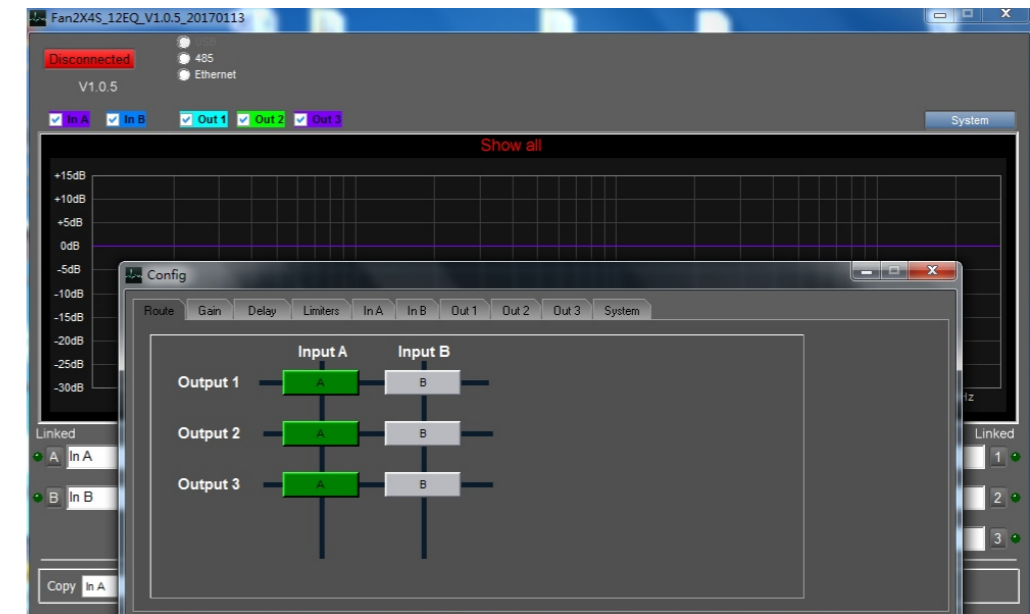 Fan2X4S_12EQ_V1.0.5_20170113
Disconnected
485
Ethernet
V1.0.5
In A In B Out 1 Out 2 Out 3 System
Show all
+15dB
+10dB
+5dB
0dB
-5dB
-10dB
-15dB
-20dB
-25dB
-30dB
Hz
Config
Route Gain Delay Limiters In A In B Out 1 Out 2 Out 3 System
Input A Input B
Output 1 A B
Output 2 A B
Output 3 A B
Linked Linked
A In A 1
B In B 2
3
Copy In A